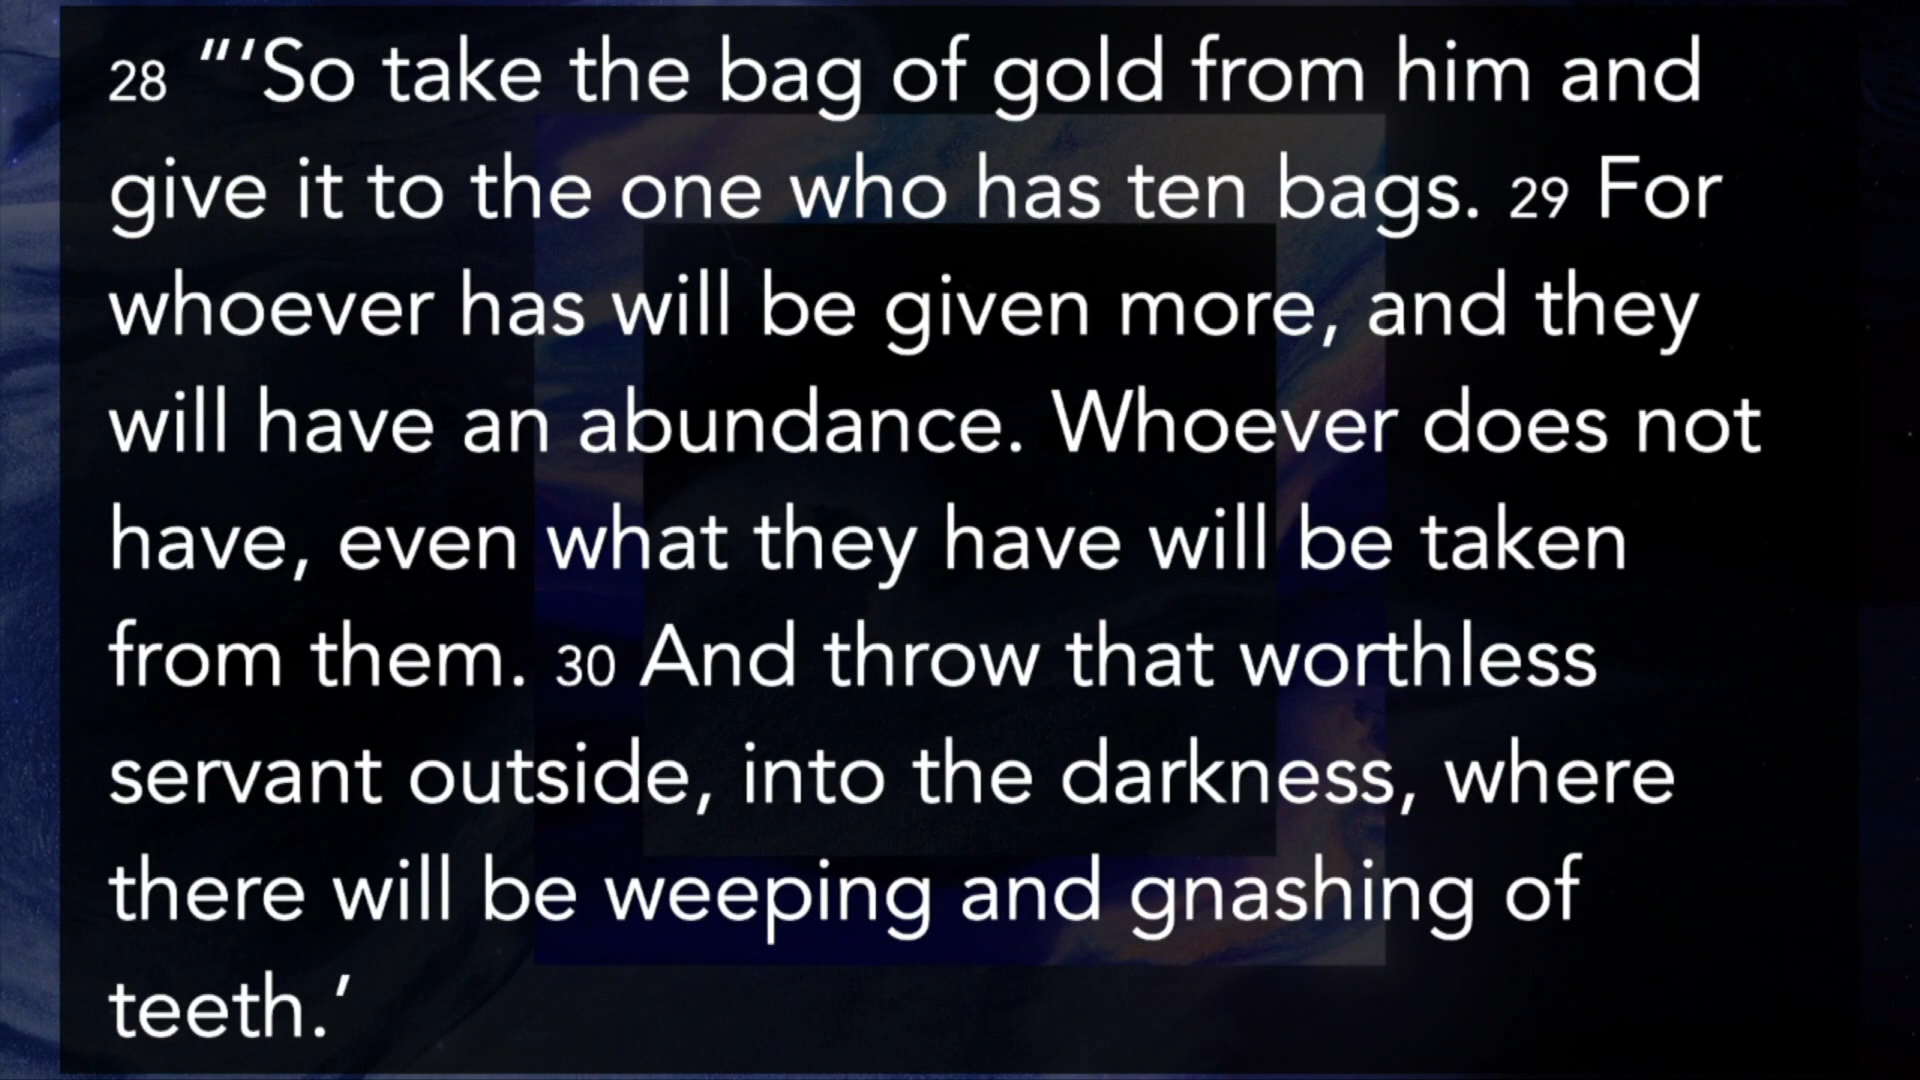 28 “‘So take the bag of gold from him and
give it to the one who has ten bags. 29 For
whoever has will be given more, and they
will have an abundance. Whoever does not
have, even what they have will be taken
from them. 30 And throw that worthless
servant outside, into the darkness, where
there will be weeping and gnashing of
teeth.’